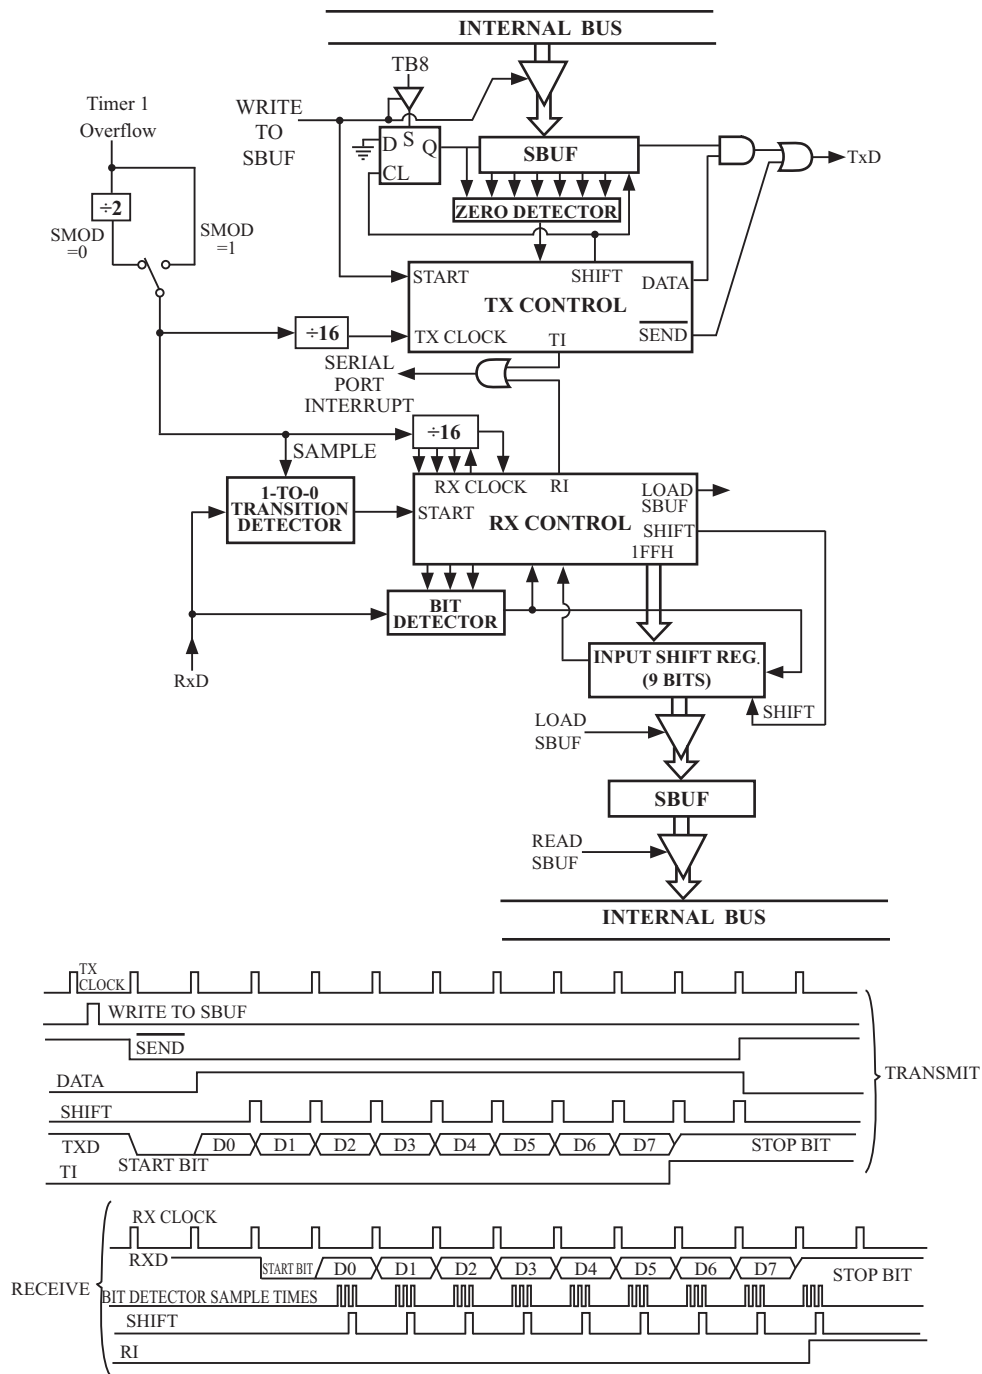 INTERNAL BUS
TB8
Timer 1
Overflow
WRITE
TO
SBUF
D S Q
CL
SBUF
TxD
÷2
ZERO DETECTOR
SMOD
=0
SMOD
=1
START
SHIFT
DATA
TX CONTROL
÷16
TX CLOCK
TI
SEND
SERIAL
PORT
INTERRUPT
÷16
SAMPLE
1-TO-0
TRANSITION
DETECTOR
RX CLOCK
RI
LOAD
SBUF
START
RX CONTROL
SHIFT
1FFH
BIT
DETECTOR
RxD
INPUT SHIFT REG.
(9 BITS)
SHIFT
LOAD
SBUF
SBUF
READ
SBUF
INTERNAL BUS
TX
CLOCK
WRITE TO SBUF
SEND
DATA
TRANSMIT
SHIFT
TXD
START BIT
D0 D1 D2 D3 D4 D5 D6 D7
STOP BIT
TI
RX CLOCK
RXD
START BIT
D0 D1 D2 D3 D4 D5 D6 D7
STOP BIT
RECEIVE
BIT DETECTOR SAMPLE TIMES
SHIFT
RI